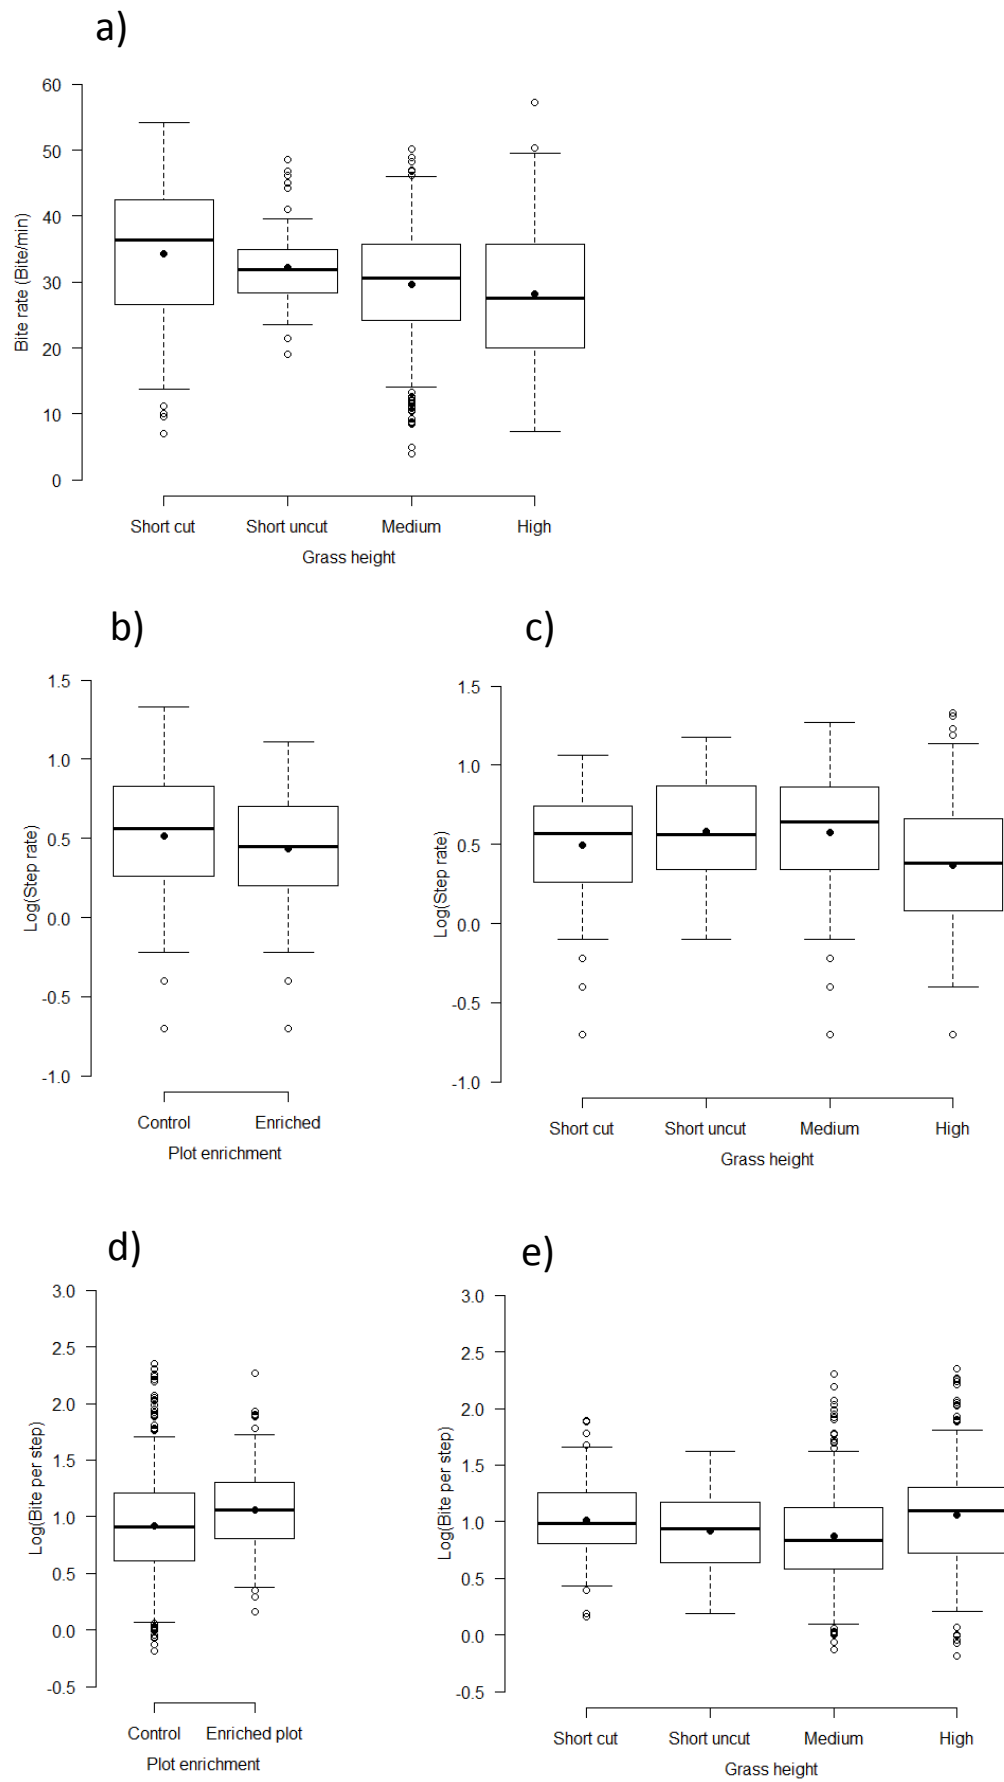 a)
60
50
40
30
20
10
0
Bite rate (Bite/min)
Short cut Short uncut Medium High
Grass height
b)
1.5
1.0
0.5
0.0
-0.5
-1.0
Log(Step rate)
Control Enriched
Plot enrichment
c)
1.5
1.0
0.5
0.0
-0.5
-1.0
Log(Step rate)
Short cut Short uncut Medium High
Grass height
d)
3.0
2.5
2.0
1.5
1.0
0.5
0.0
-0.5
Log(Bite per step)
Control Enriched plot
Plot enrichment
e)
3.0
2.5
2.0
1.5
1.0
0.5
0.0
-0.5
Log(Bite per step)
Short cut Short uncut Medium High
Grass height